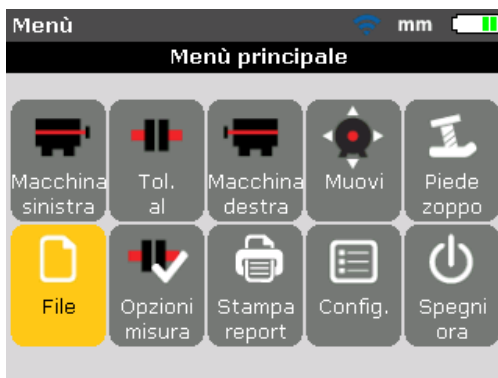 Menù mm
Menù principale
Macchina sinistra
Tol. al
Macchina destra
Muovi
Piede zoppo
File
Opzioni misura
Stampa report
Config.
Spegni ora